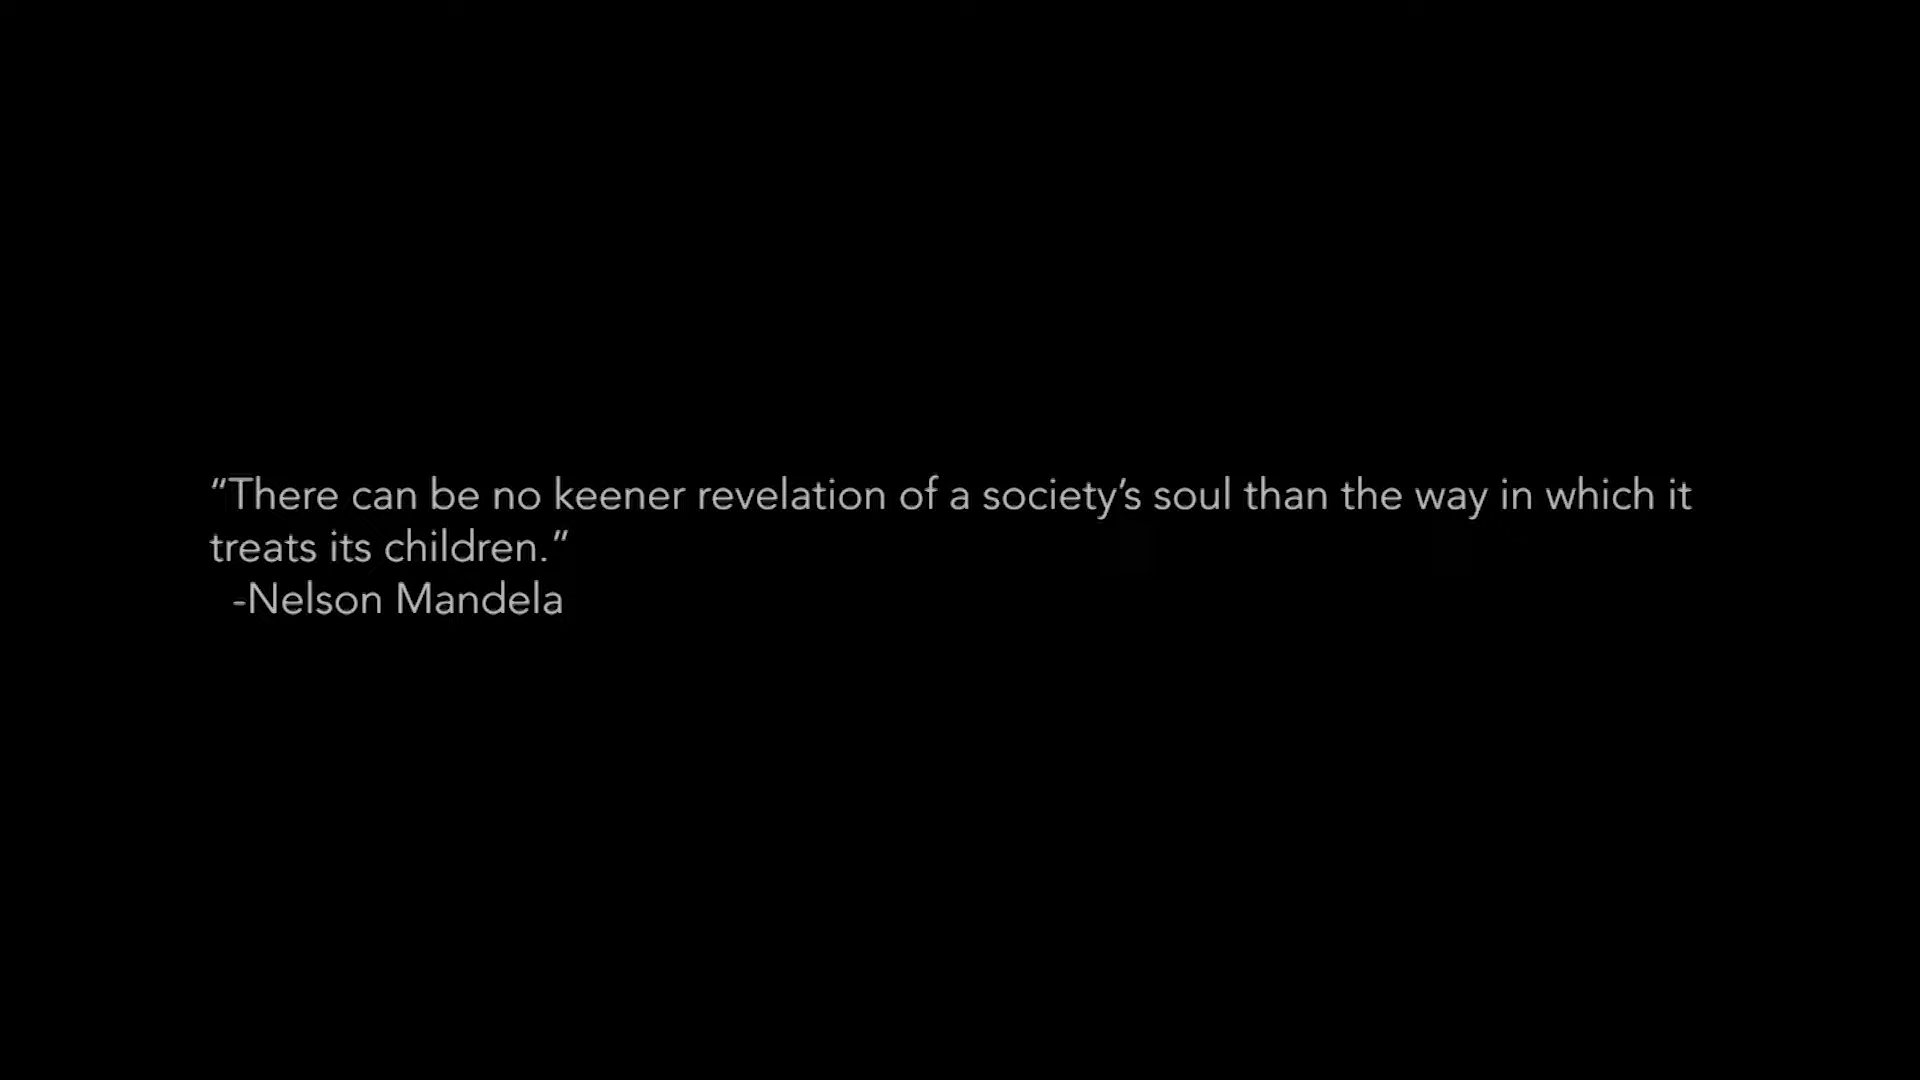 “There can be no keener revelation of a society’s soul than the way in which it
treats its children.”
-Nelson Mandela